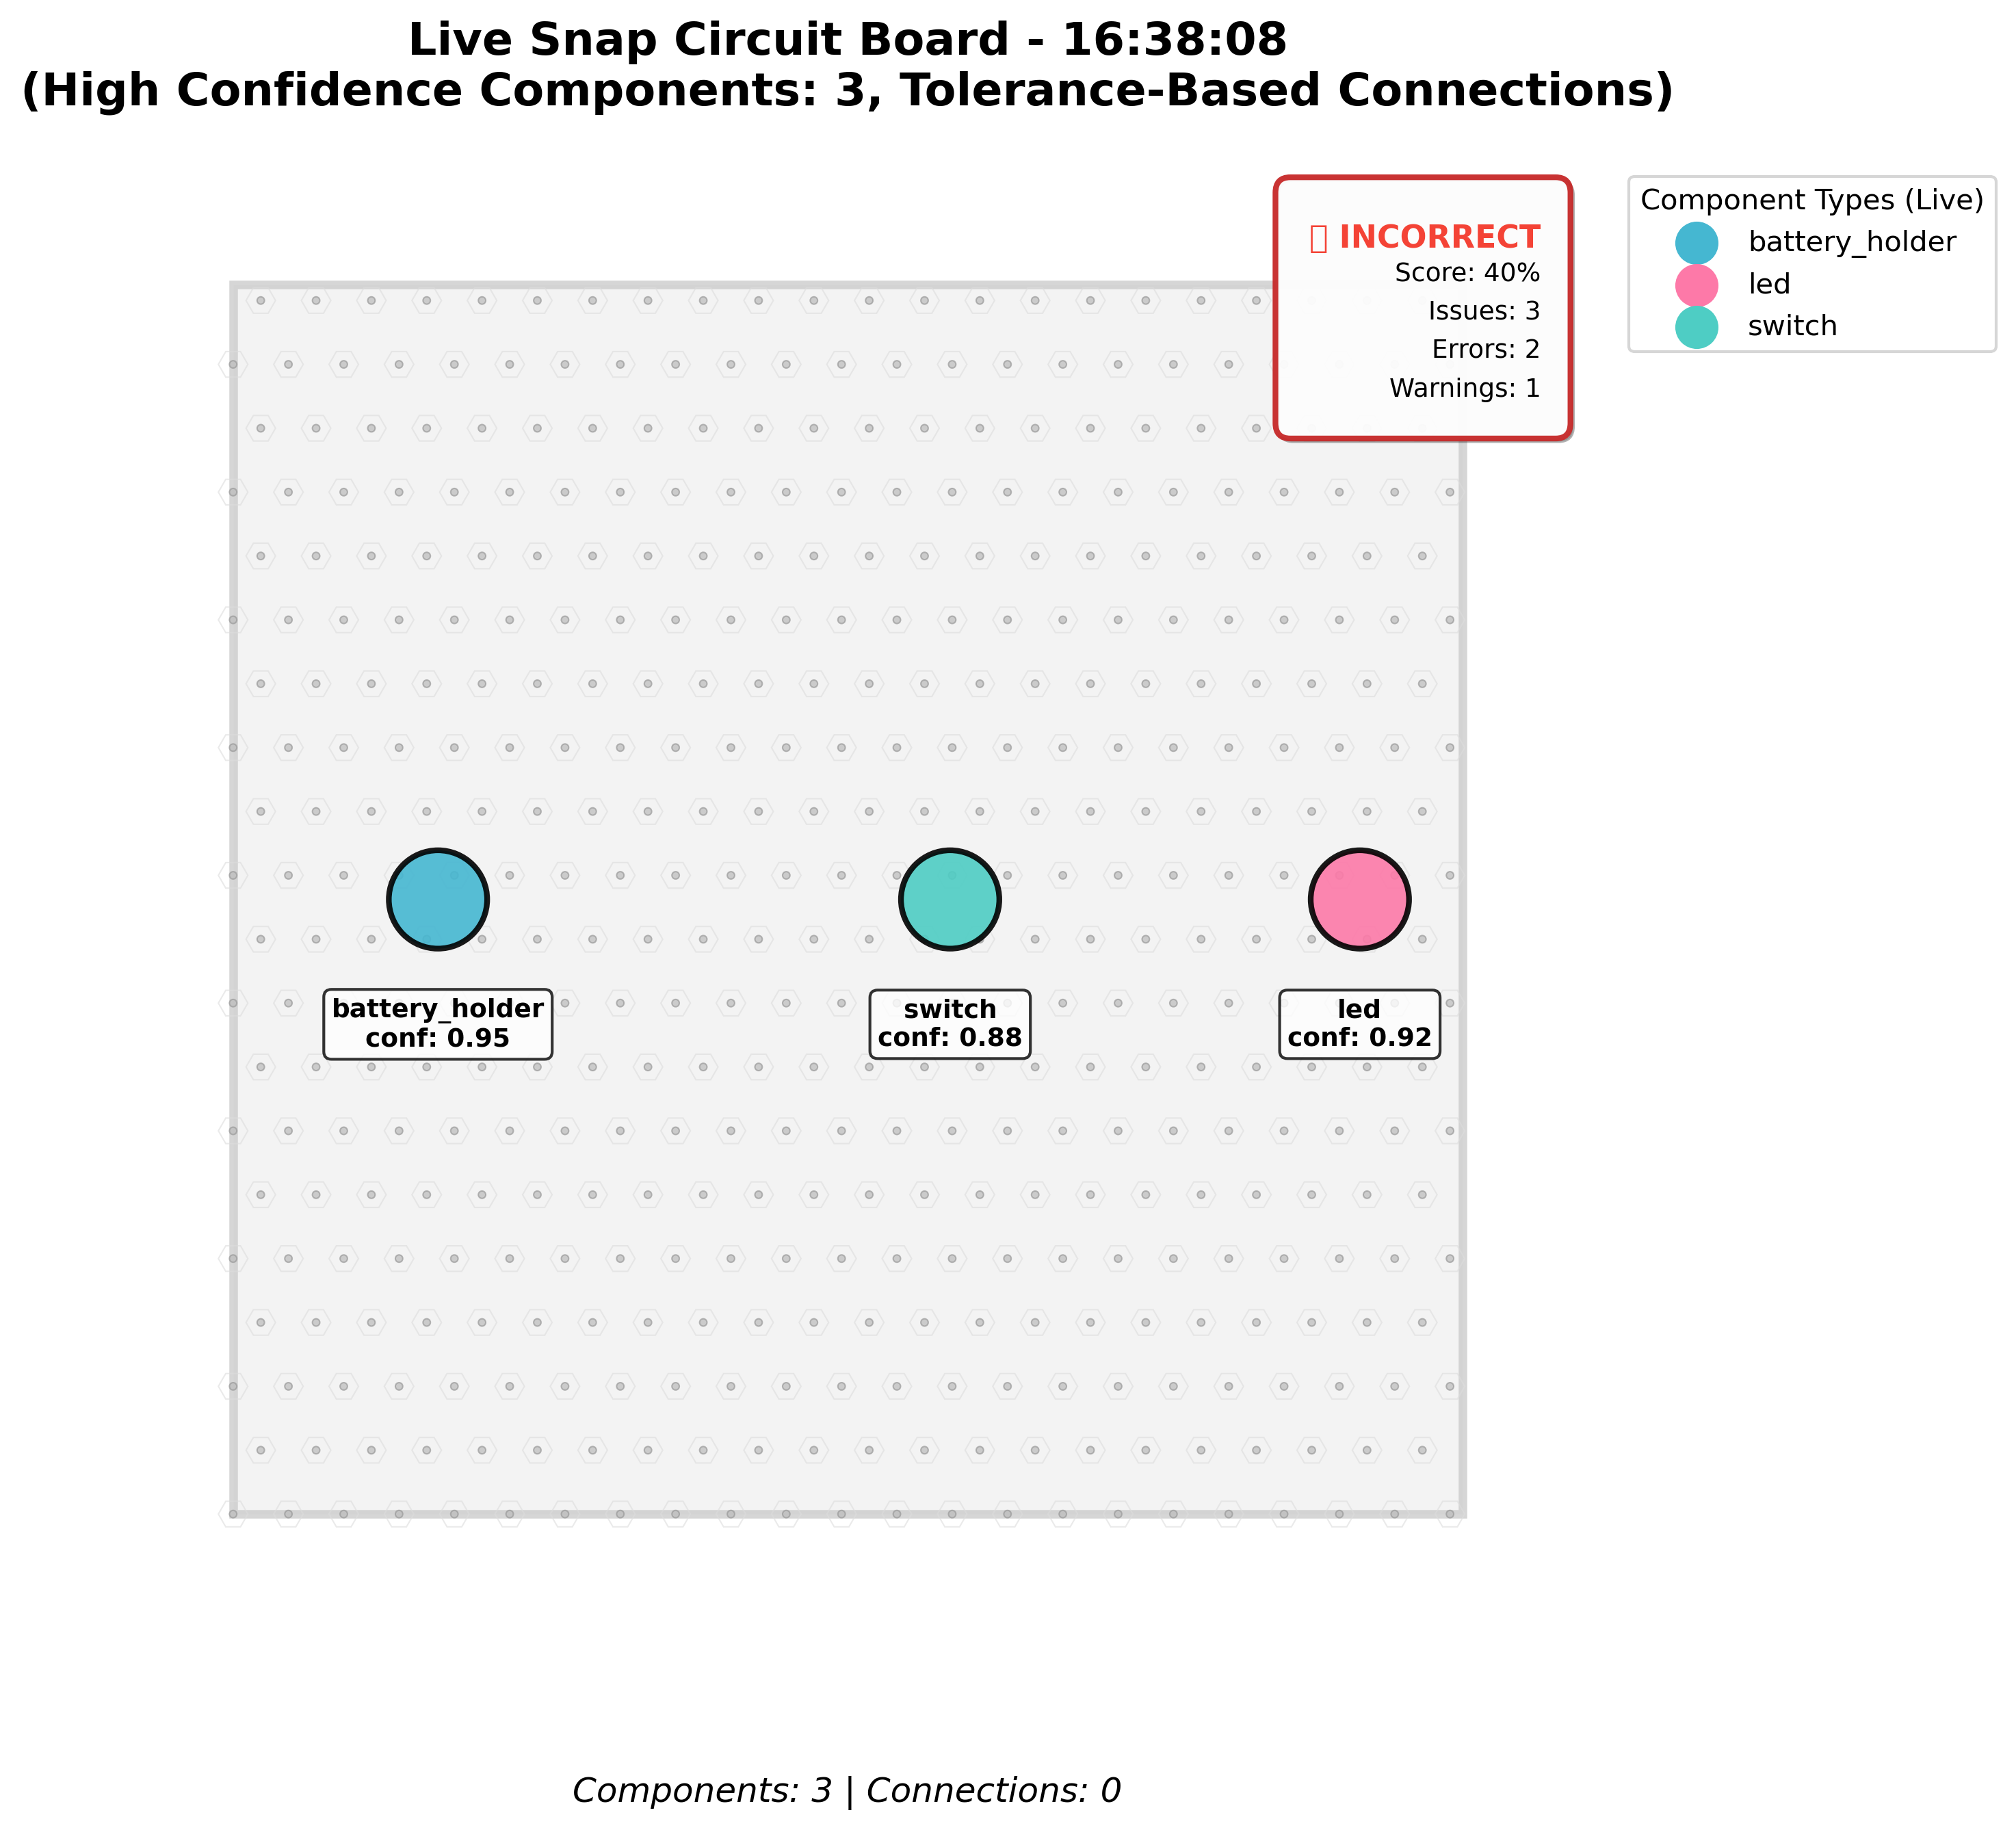 Live Snap Circuit Board - 16:38:08
(High Confidence Components: 3, Tolerance-Based Connections)
INCORRECT
Score: 40%
Issues: 3
Errors: 2
Warnings: 1
Component Types (Live)
battery_holder
led
switch
battery_holder
conf: 0.95
switch
conf: 0.88
led
conf: 0.92
Components: 3 | Connections: 0